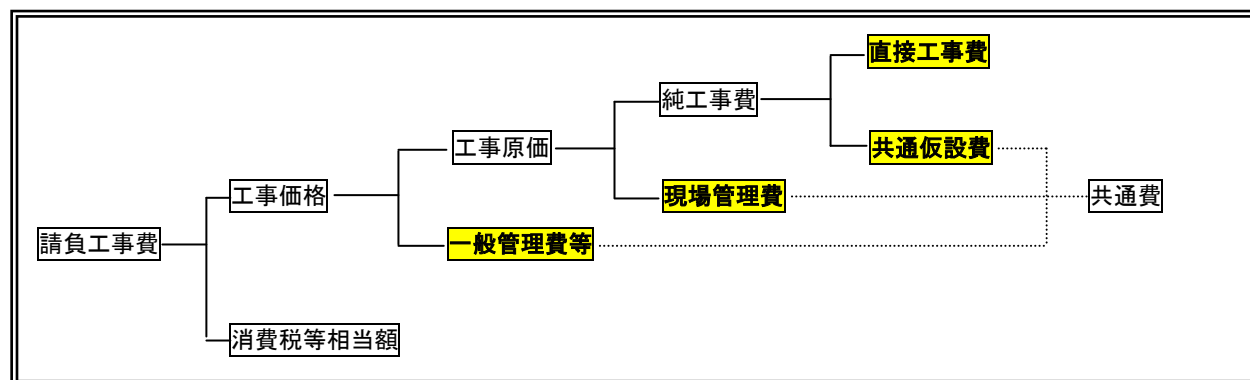 直接工事費
純工事費
工事原価
共通仮設費
工事価格
現場管理費
共通費
請負工事費
一般管理費等
消費税等相当額